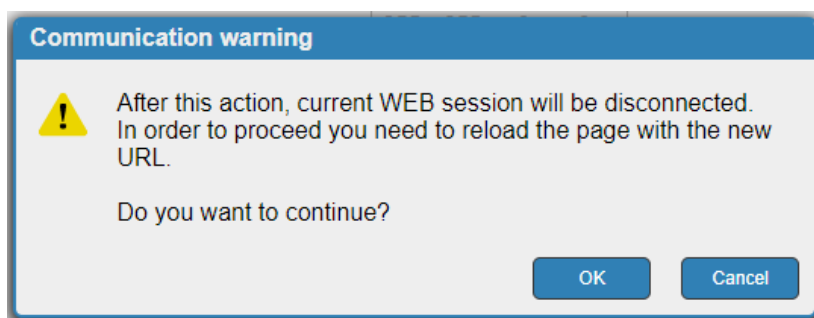 Communication warning
After this action, current WEB session will be disconnected.
In order to proceed you need to reload the page with the new
URL.
Do you want to continue?
OK
Cancel